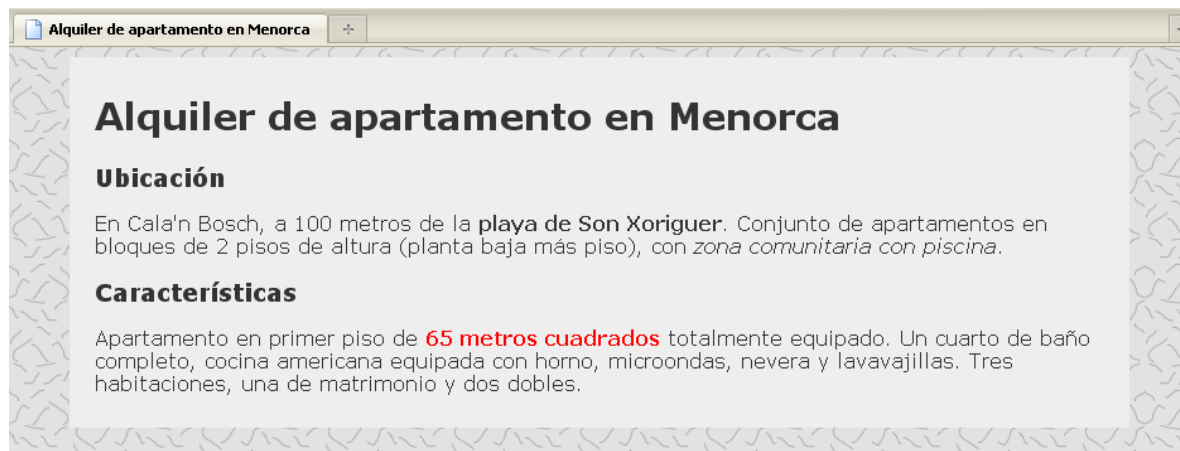 Alquiler de apartamento en Menorca
Alquiler de apartamento en Menorca
Ubicación
En Cala'n Bosch, a 100 metros de la playa de Son Xoriguer. Conjunto de apartamentos en
bloques de 2 pisos de altura (planta baja más piso), con zona comunitaria con piscina.
Características
Apartamento en primer piso de 65 metros cuadrados totalmente equipado. Un cuarto de baño
completo, cocina americana equipada con horno, microondas, nevera y lavavajillas. Tres
habitaciones, una de matrimonio y dos dobles.